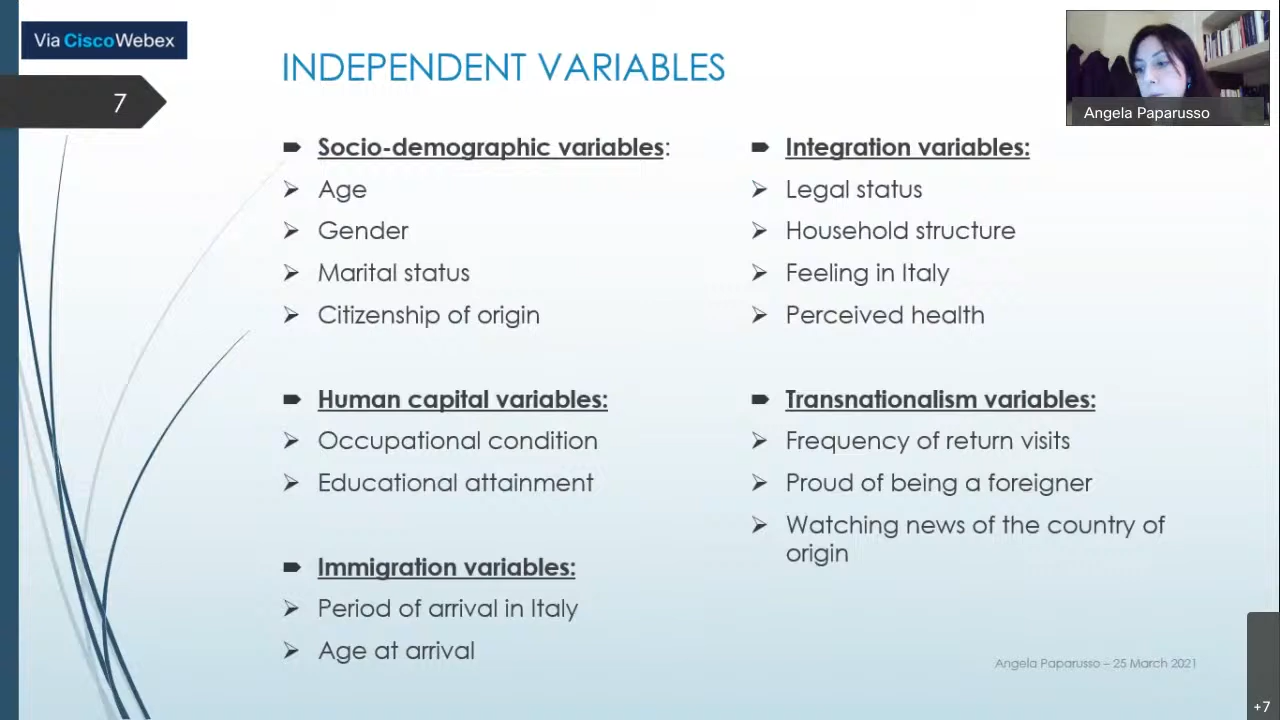 Via CiscoWebex
7
INDEPENDENT VARIABLES
Angela Paparusso
Socio-demographic variables:
Age
Gender
Marital status
Citizenship of origin
Human capital variables:
Occupational condition
Educational attainment
Immigration variables:
Period of arrival in Italy
Age at arrival
Integration variables:
Legal status
Household structure
Feeling in Italy
Perceived health
Transnationalism variables:
Frequency of return visits
Proud of being a foreigner
Watching news of the country of
origin
Angela Paparusso – 25 March 2021
+7